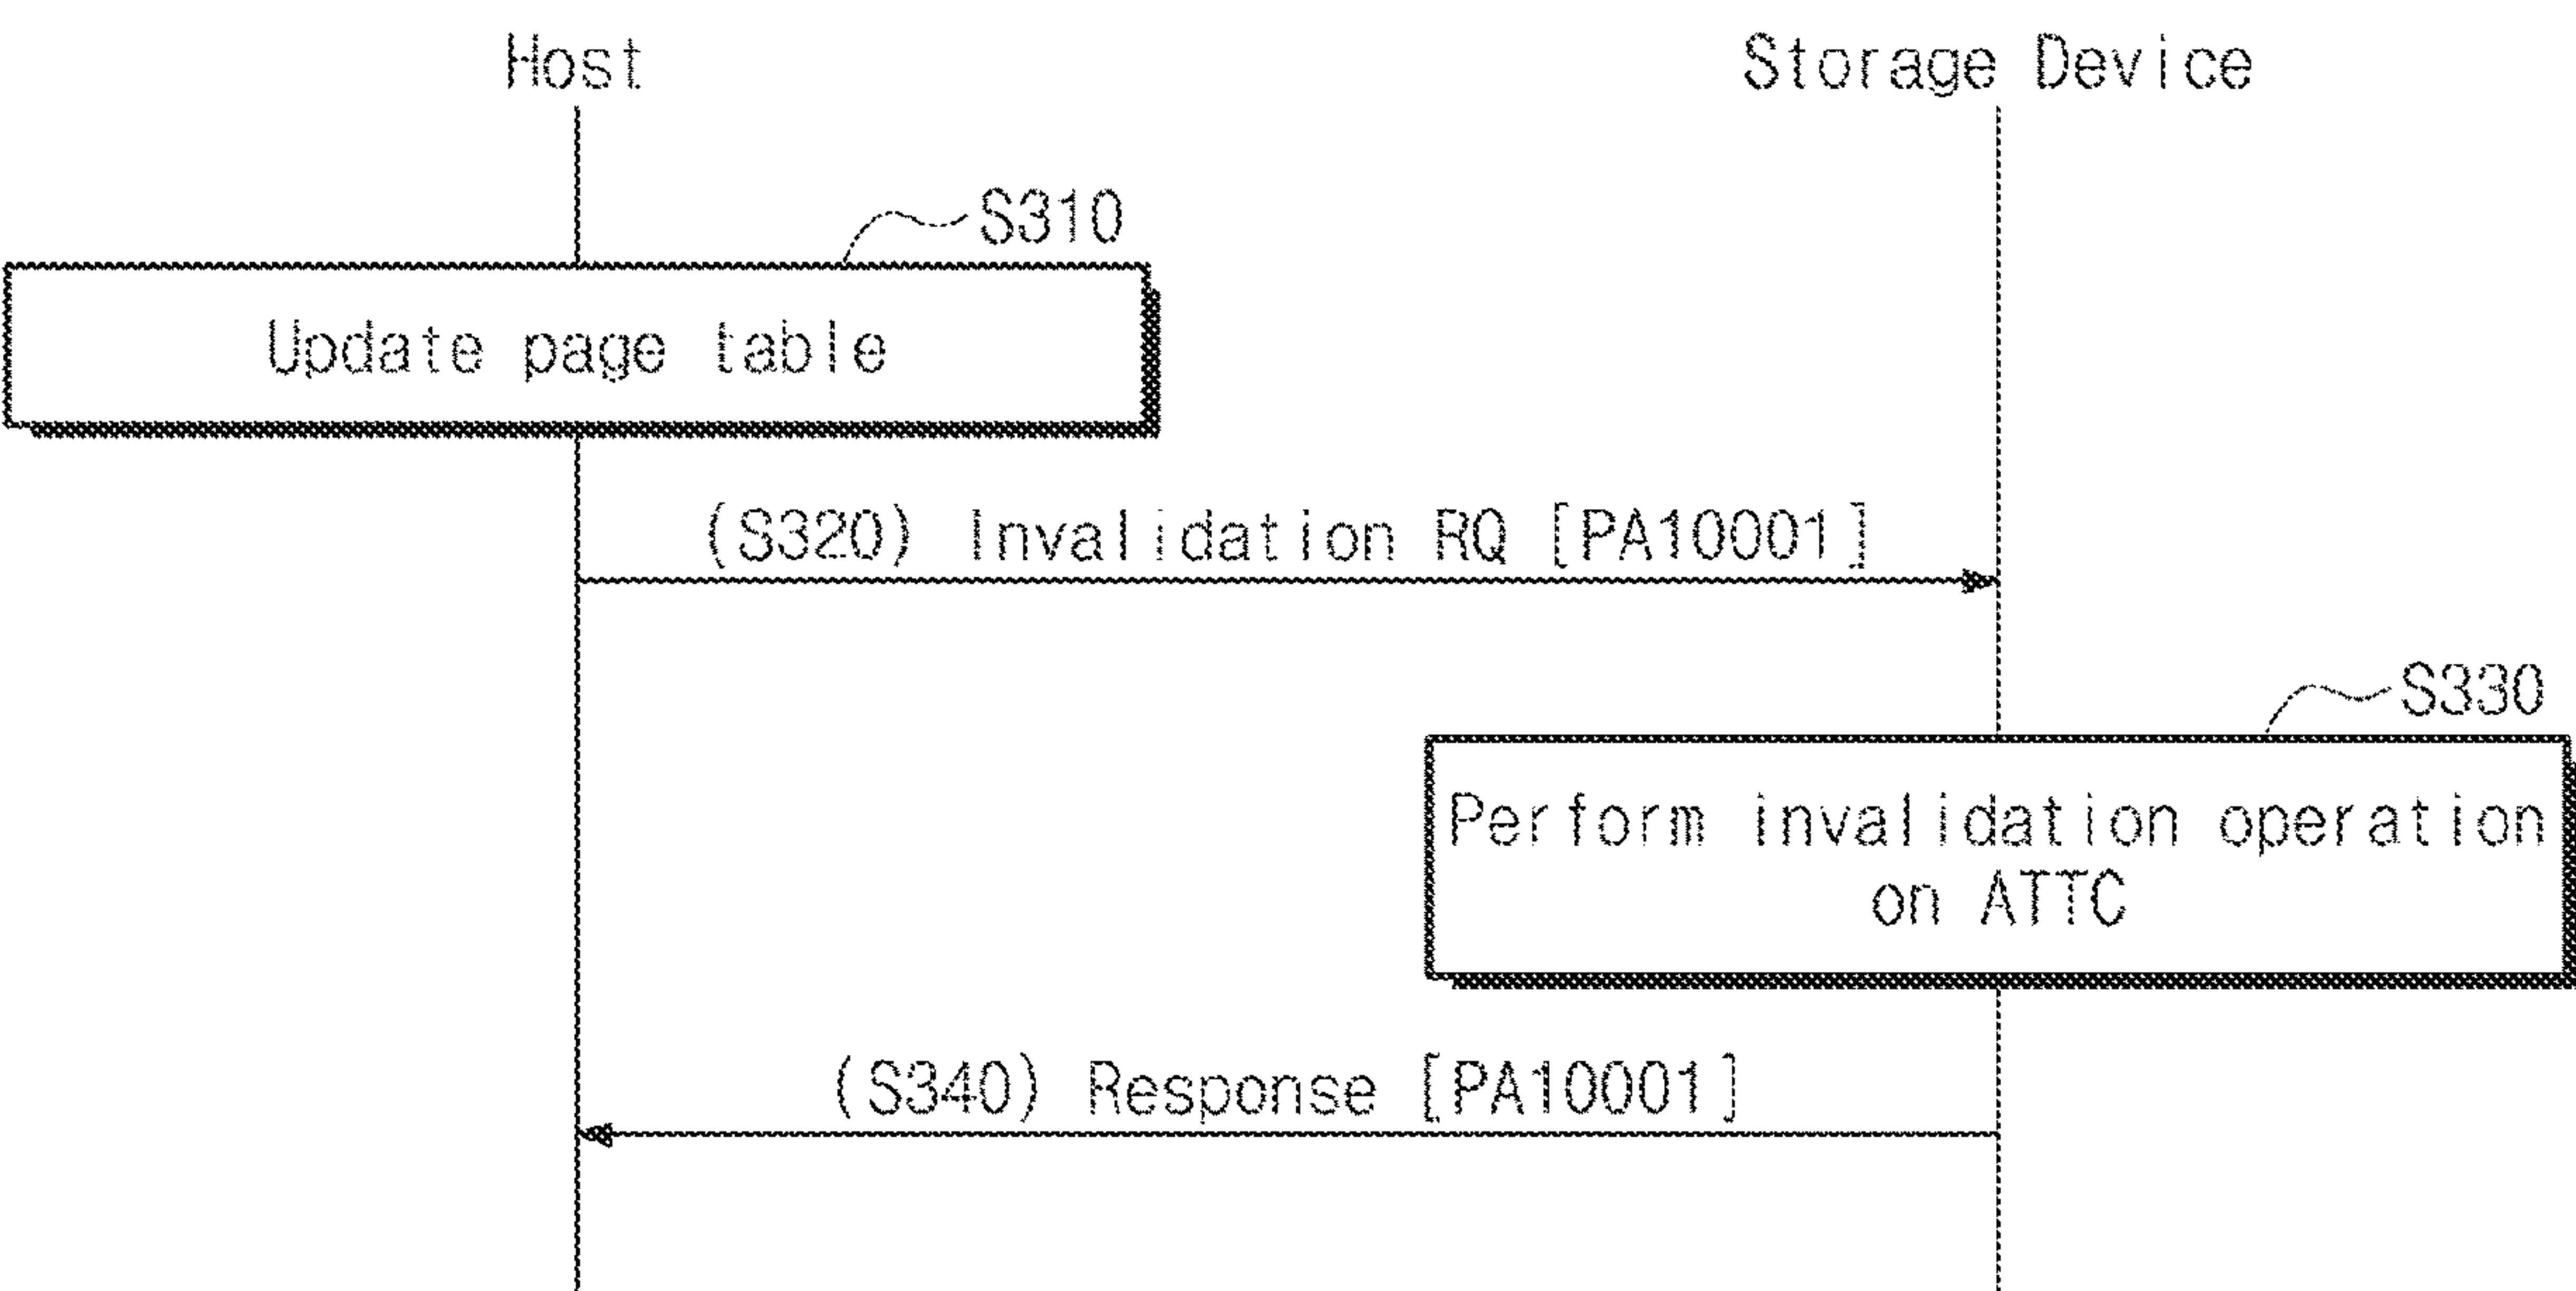 Host
Storage Device
S310
Update page table
(S320) Invalidation RQ [PA10001]
S330
Perform invalidation operation
on ATTC
(S340) Response [PA10001]